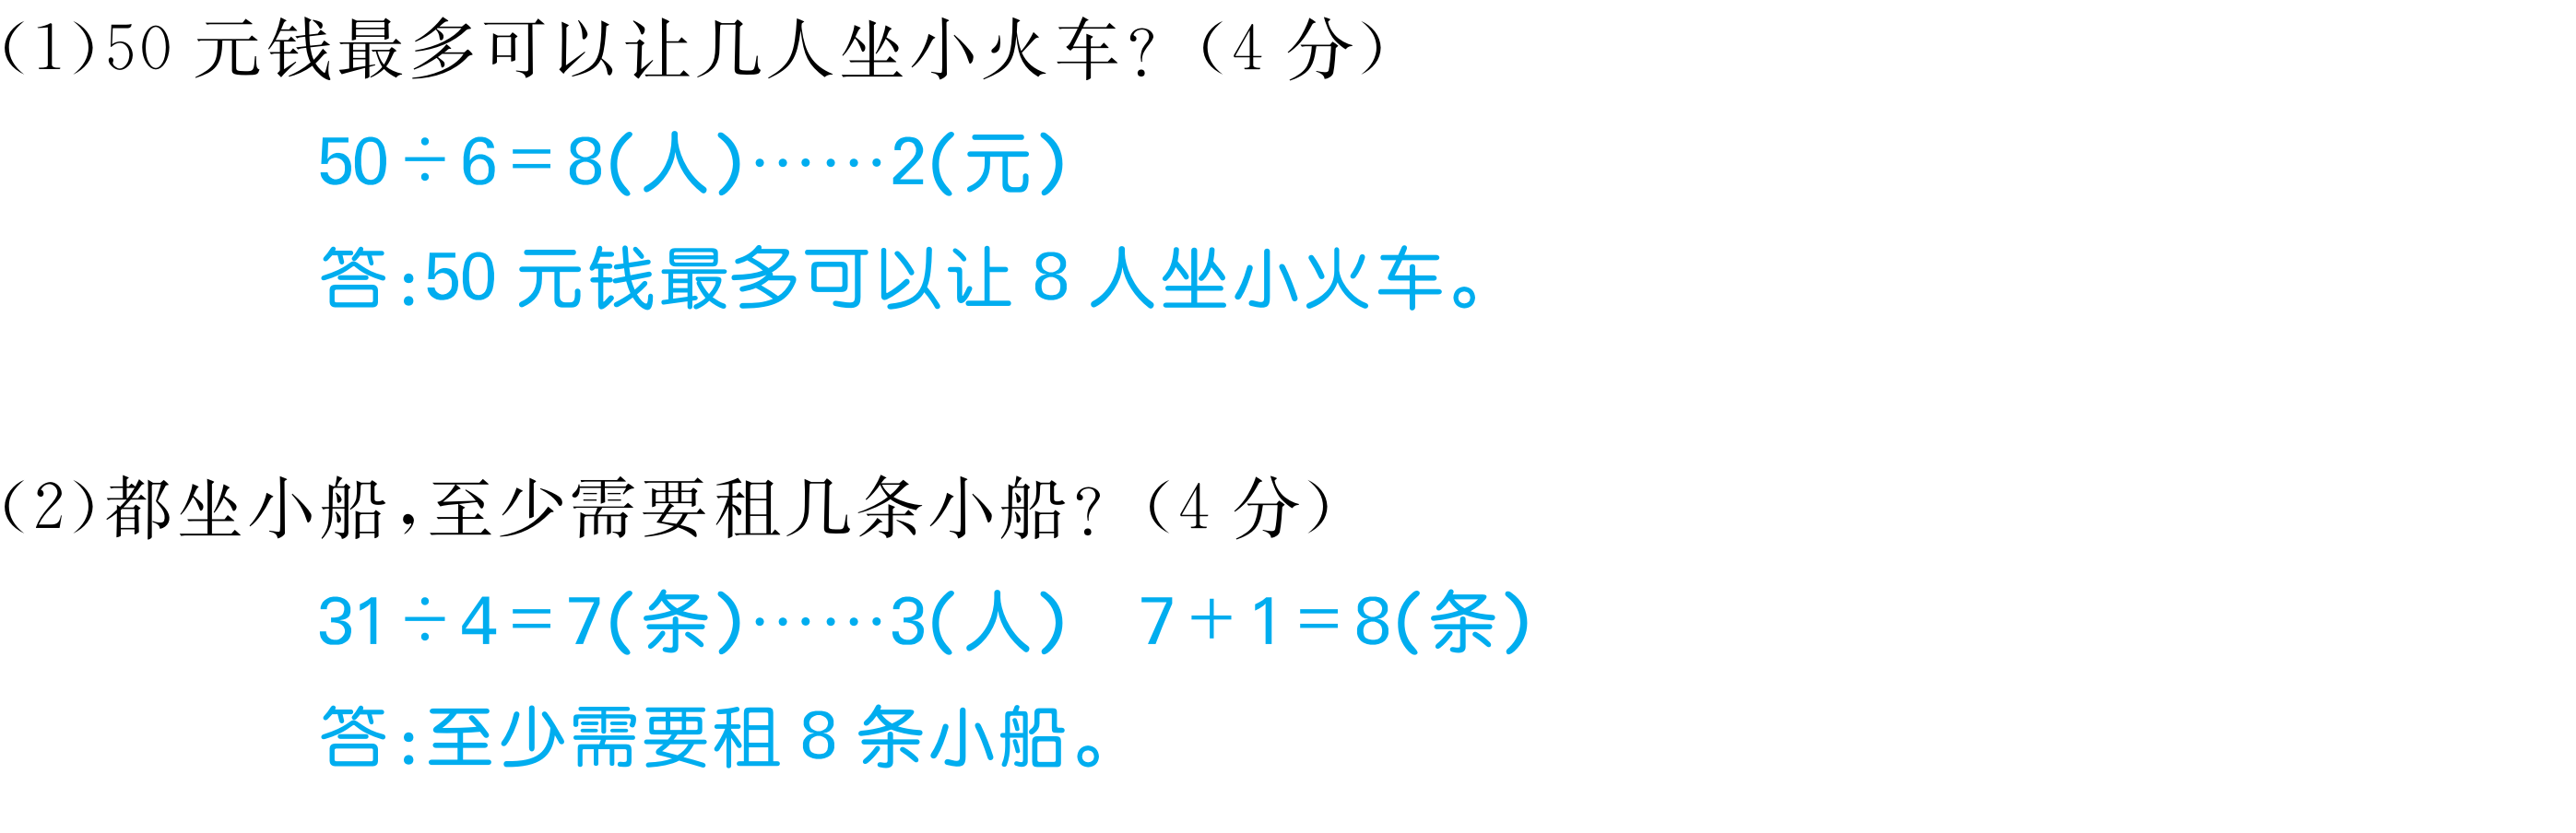 (1)50 元钱最多可以让几人坐小火车?(4 分)
50÷6=8(人)……2(元)
答:50 元钱最多可以让 8 人坐小火车。
(2)都坐小船,至少需要租几条小船?(4 分)
31÷4=7(条)……3(人) 7+1=8(条)
答:至少需要租 8 条小船。